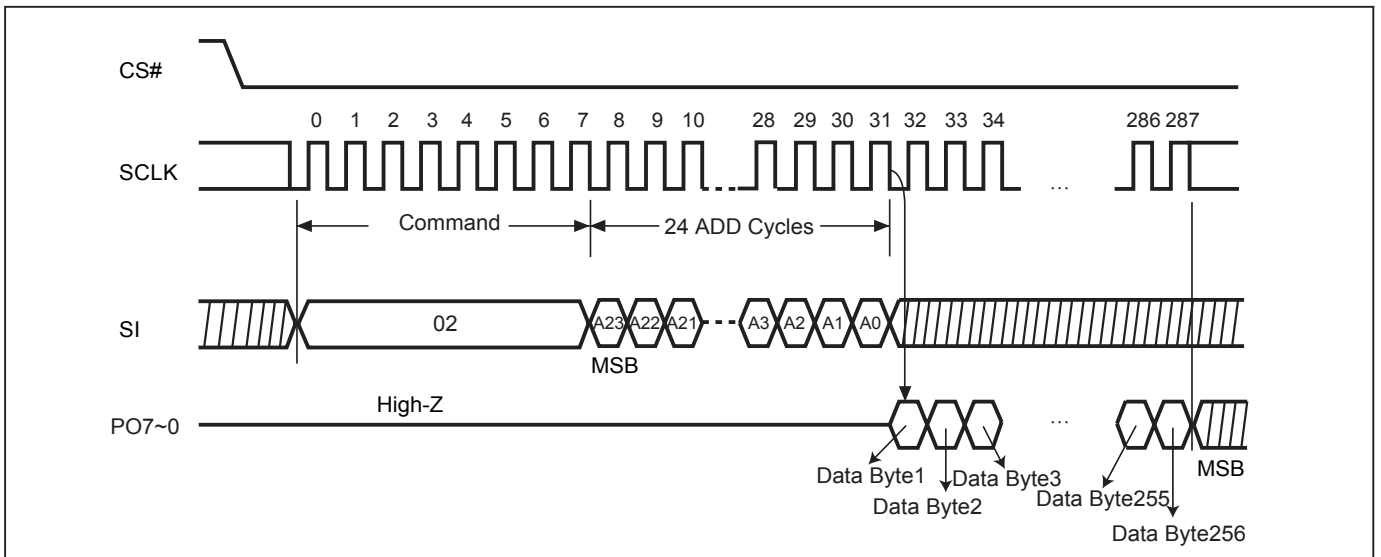 CS#
0 1 2 3 4 5 6 7 8 9 10 28 29 30 31 32 33 34 286 287
SCLK
...
Command
24 ADD Cycles
SI
02
A23 A22 A21 A3 A2 A1 A0
MSB
High-Z
PO7~0
...
MSB
Data Byte1
Data Byte3
Data Byte2
Data Byte255
Data Byte256